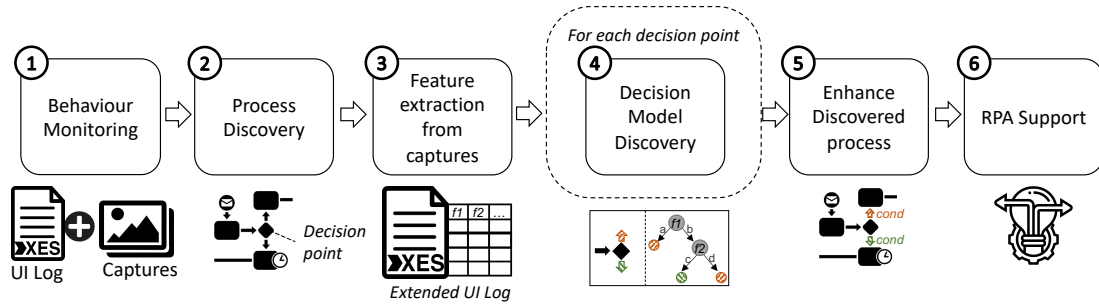 For each decision point
1
2
3
4
5
6
Behaviour
Monitoring
Process
Discovery
Feature
extraction
from
captures
Decision
Model
Discovery
Enhance
Discovered
process
RPA Support
XES
UI Log
Captures
Decision
point
f1 f2 ...
XES
Extended UI Log
f1
a b
f2
c d
cond
cond